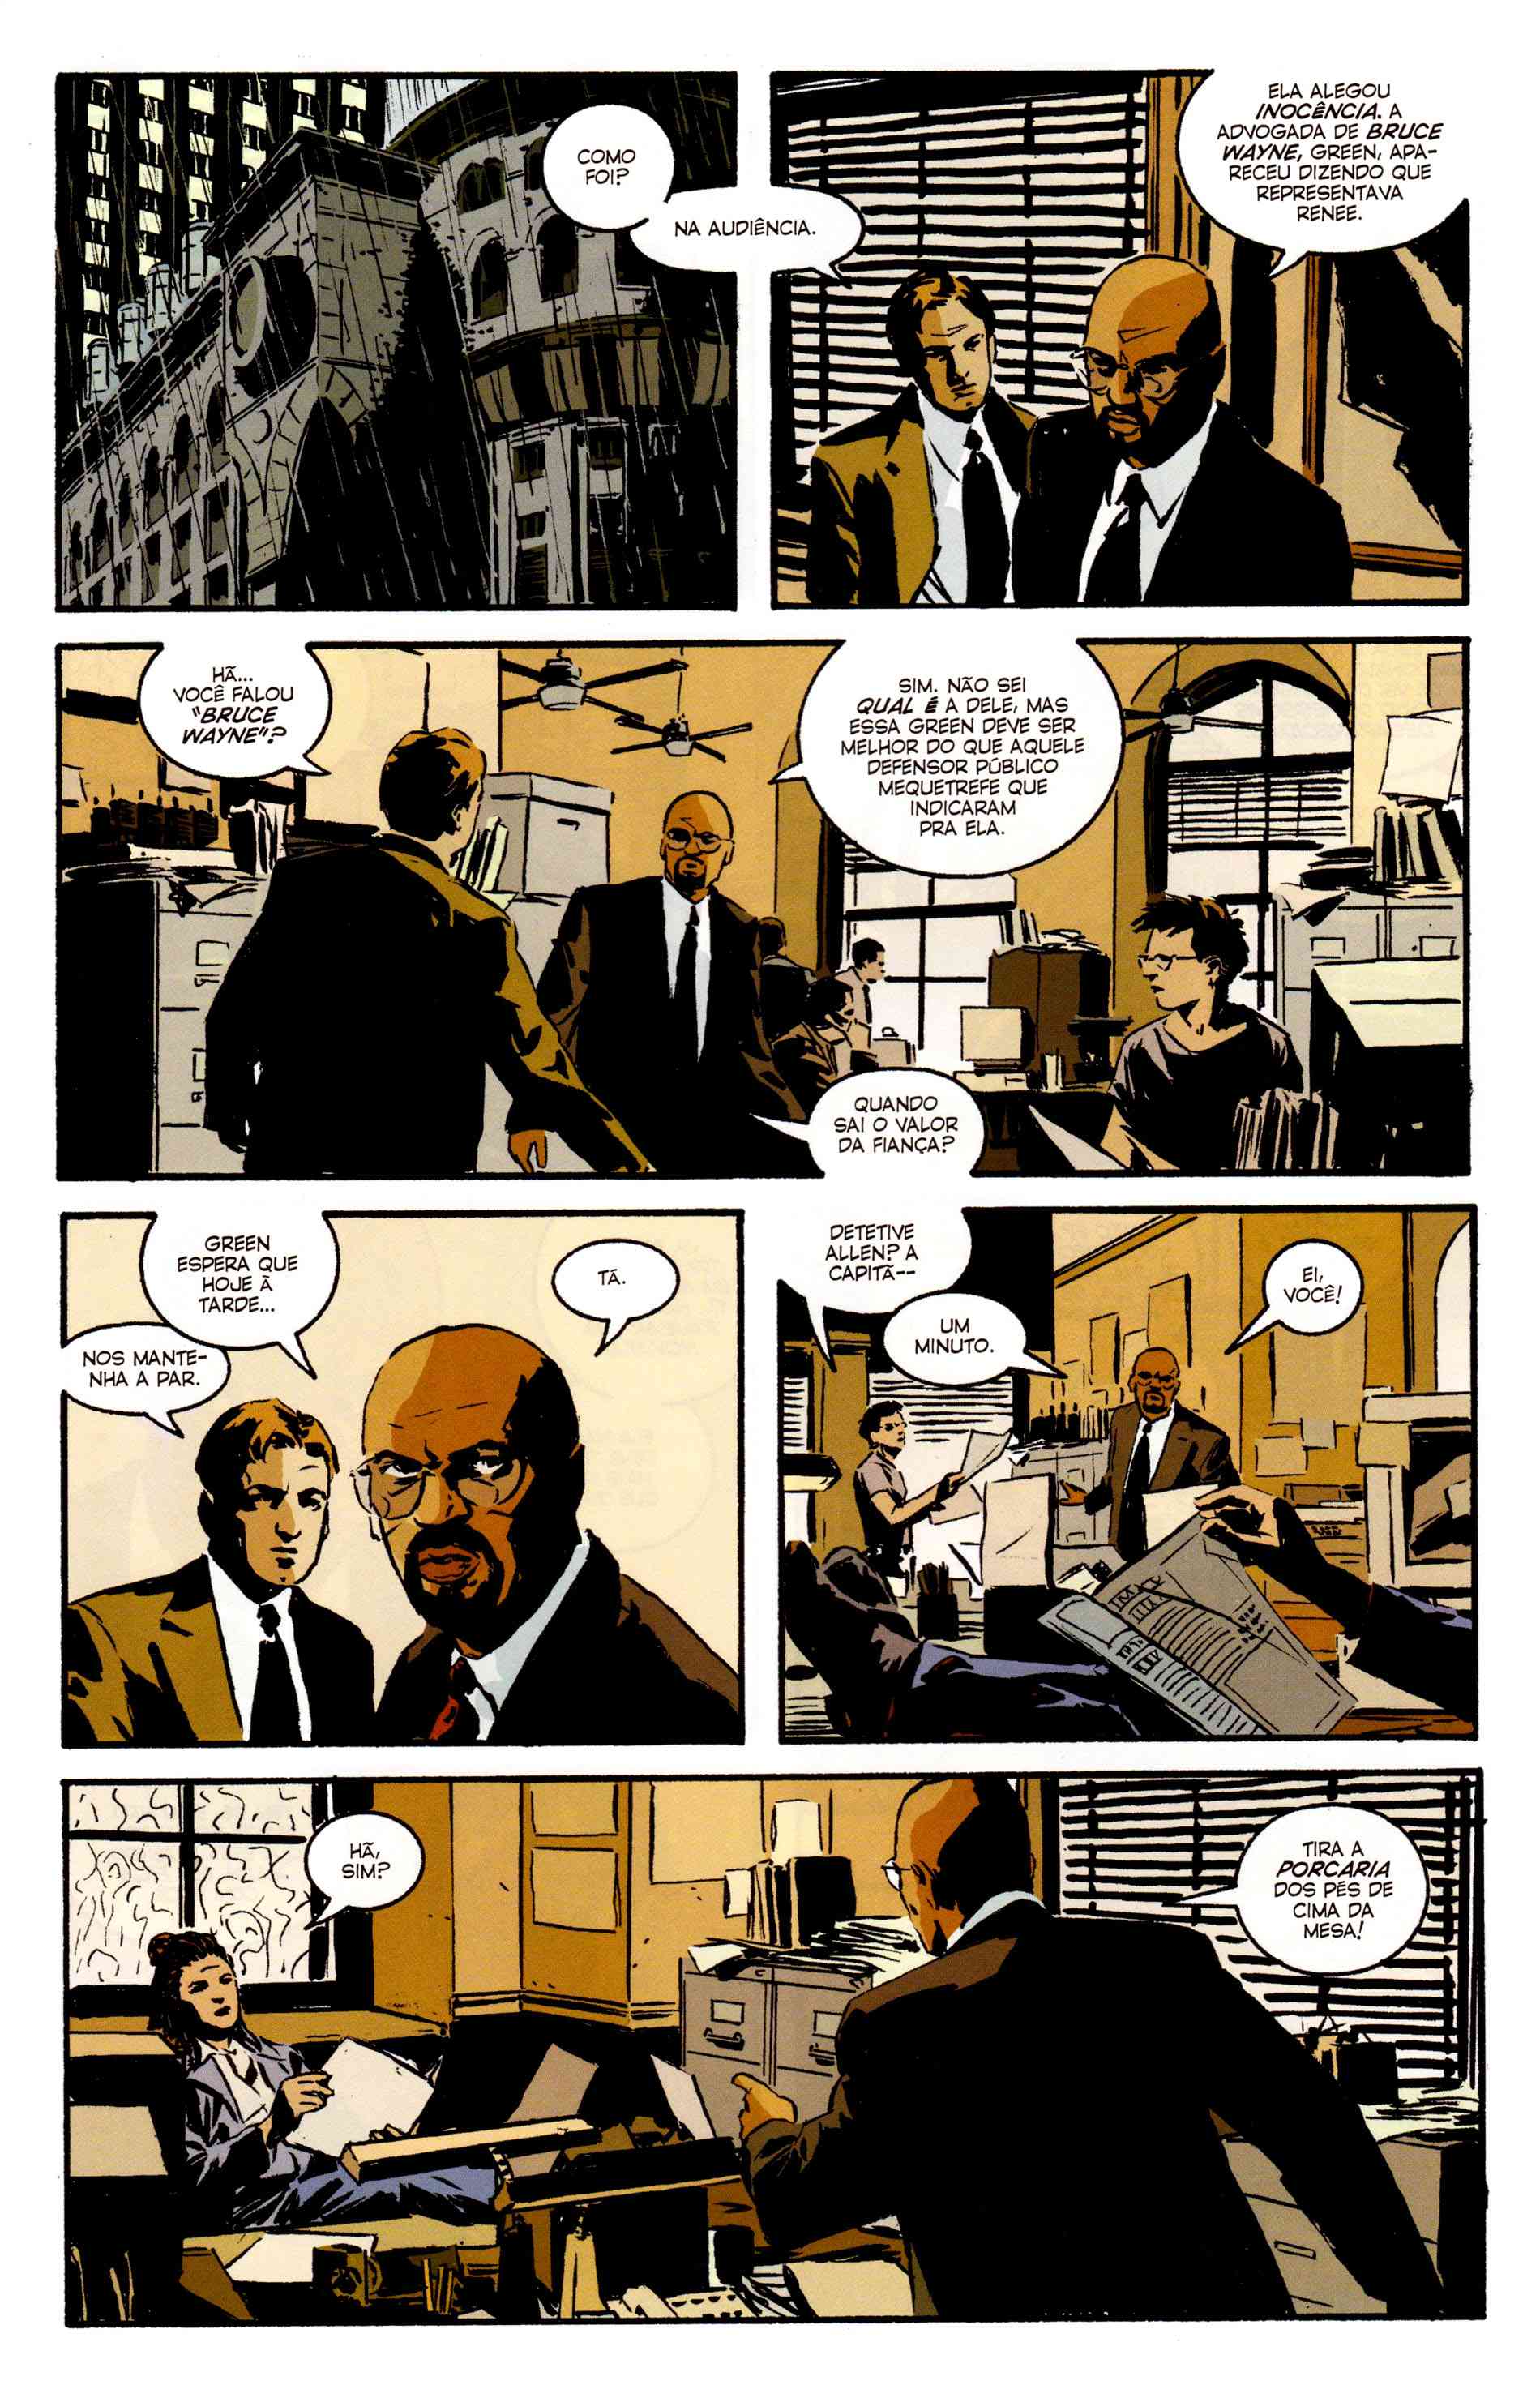 COMO
FOI?
NA AUDIÊNCIA.
ELA ALEGOU
INOCÊNCIA. A
ADVOGADA DE BRUCE
WAYNE, GREEN, APA-
RECEU DIZENDO QUE
REPRESENTAVA
RENEE.
HÃ...
VOCÊ FALOU
"BRUCE
WAYNE"?
SIM. NÃO SEI
QUAL É A DELE, MAS
ESSA GREEN DEVE SER
MELHOR DO QUE AQUELE
DEFENSOR PÚBLICO
MEQUETREFE QUE
INDICARAM
PRA ELA.
QUANDO
SAI O VALOR
DA FIANÇA?
GREEN
ESPERA QUE
HOJE À
TARDE...
NOS MANTE-
NHA A PAR.
TÁ.
DETETIVE
ALLEN? A
CAPITÃ--
UM
MINUTO.
EI,
VOCÊ!
HÃ,
SIM?
TIRA A
PORCARIA
DOS PÉS DE
CIMA DA
MESA!